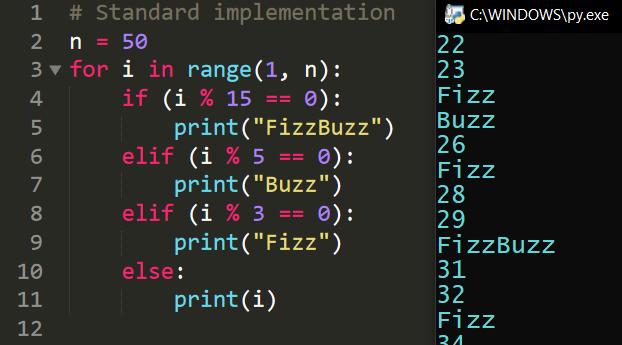 1 # Standard implementation
2 n = 50
3 for i in range(1, n):
4     if (i % 15 == 0):
5         print("FizzBuzz")
6     elif (i % 5 == 0):
7         print("Buzz")
8     elif (i % 3 == 0):
9         print("Fizz")
10     else:
11         print(i)
12
C:\WINDOWS\py.exe
22
23
Fizz
Buzz
26
Fizz
28
29
FizzBuzz
31
32
Fizz
34